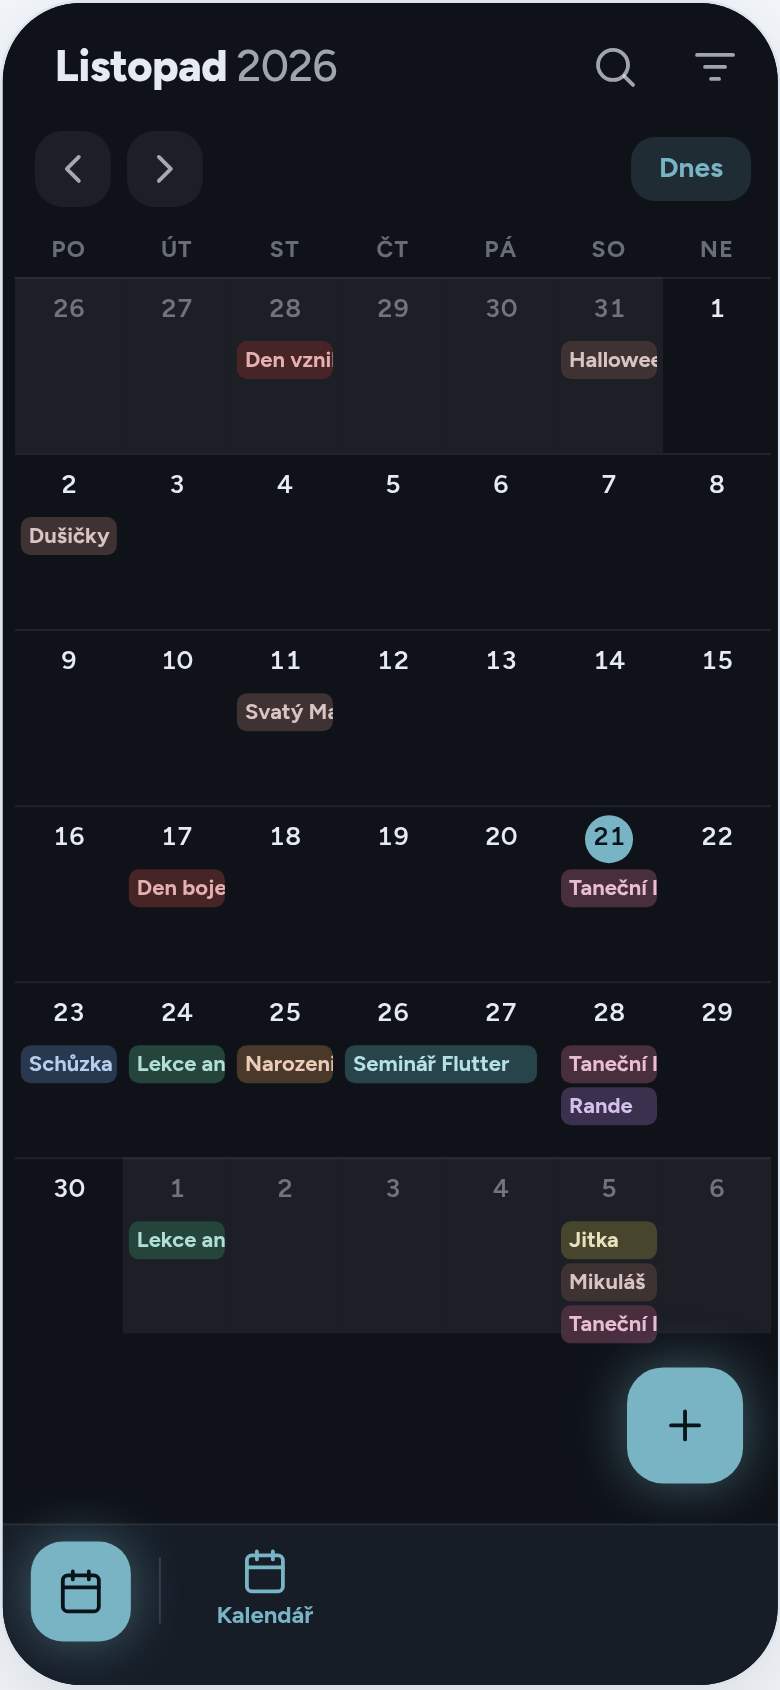 Listopad 2026
Dnes
PO ÚT ST ČT PÁ SO NE
26 27 28 29 30 31 1
Den vzni Hallowee
2 3 4 5 6 7 8
Dušičky
9 10 11 12 13 14 15
Svatý Ma
16 17 18 19 20 21 22
Den boje Taneční l
23 24 25 26 27 28 29
Schůzka Lekce an Narozeni Seminář Flutter Taneční l
Rande
30 1 2 3 4 5 6
Lekce an Jitka
Mikuláš
Taneční l
Kalendář